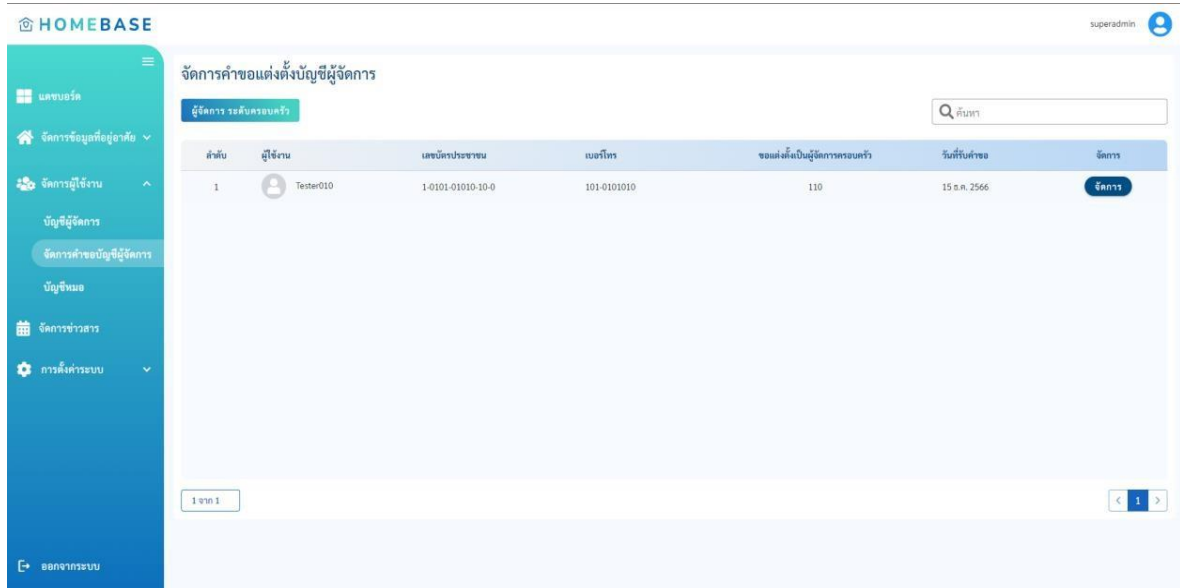 HOMEBASE
superadmin
แดชบอร์ด
จัดการข้อมูลที่อยู่อาศัย
จัดการผู้ใช้งาน
บัญชีผู้จัดการ
จัดการคำขอบัญชีผู้จัดการ
บัญชีหมอ
จัดการข่าวสาร
การตั้งค่าระบบ
ออกจากระบบ
จัดการคำขอแต่งตั้งบัญชีผู้จัดการ
ผู้จัดการ ระดับครอบครัว
ค้นหา
ลำดับ ผู้ใช้งาน เลขบัตรประชาชน เบอร์โทร ขอแต่งตั้งเป็นผู้จัดการครอบครัว วันที่รับคำขอ จัดการ
1 Tester010 1-0101-01010-10-0 101-0101010 110 15 ธ.ค. 2566 จัดการ
1 จาก 1
< 1 >